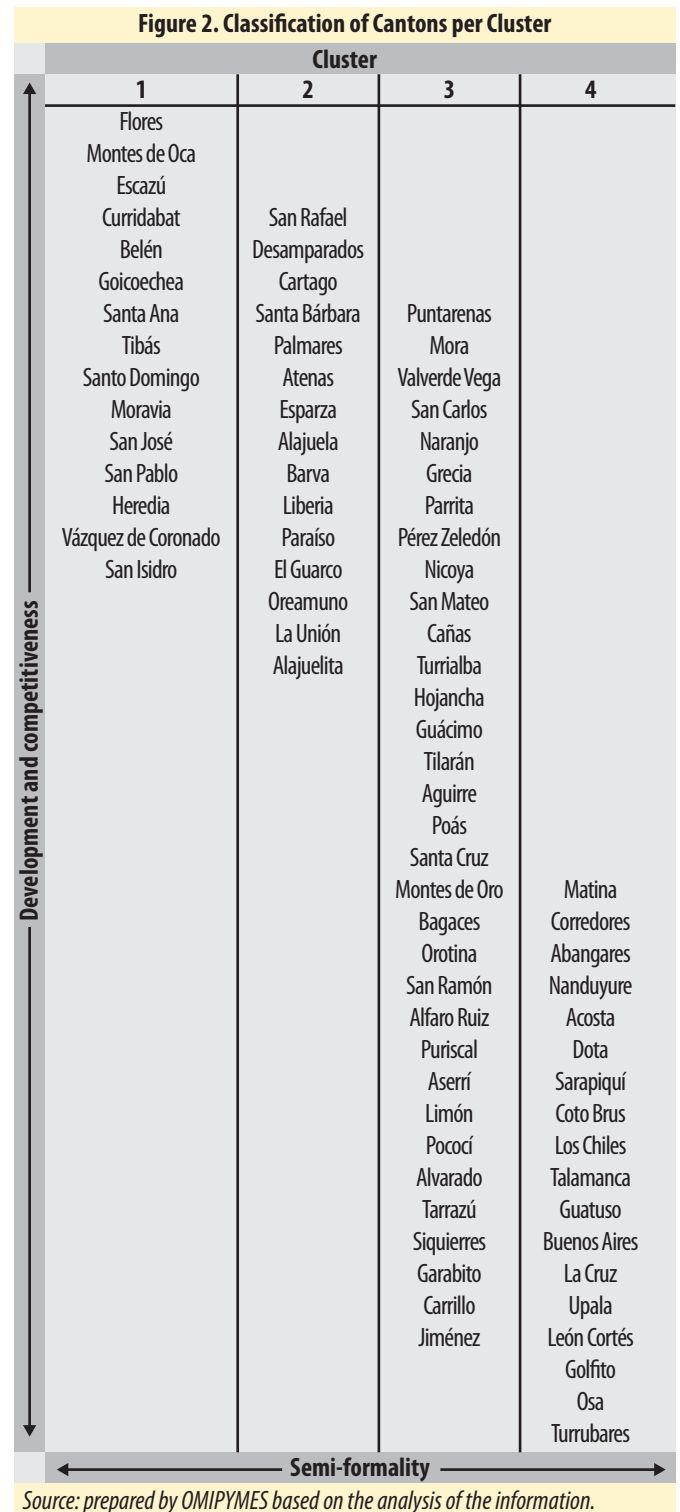 Figure 2. Classification of Cantons per Cluster
Cluster
1 2 3 4
Flores
Montes de Oca
Escazú
Curridabat San Rafael
Belén Desamparados
Goicoechea Cartago
Santa Ana Santa Bárbara Puntarenas
Tibás Palmares Mora
Santo Domingo Atenas Valverde Vega
Moravia Esparza San Carlos
San José Alajuela Naranjo
San Pablo Barva Grecia
Heredia Liberia Parrita
Vázquez de Coronado Paraíso Pérez Zeledón
San Isidro El Guarco Nicoya
Oreamuno San Mateo
La Unión Cañas
Alajuelita Turrialba
Hojancha
Guácimo
Tilarán
Aguirre
Poás
Santa Cruz
Montes de Oro Matina
Bagaces Corredores
Orotina Abangares
San Ramón Nanduyure
Alfaro Ruiz Acosta
Puriscal Dota
Aserrí Sarapiquí
Limón Coto Brus
Pococí Los Chiles
Alvarado Talamanca
Tarrazú Guatuso
Siquierres Buenos Aires
Garabito La Cruz
Carrillo Upala
Jiménez León Cortés
Golfito
Osa
Turrubares
Development and competitiveness
Semi-formality
Source: prepared by OMIPYMES based on the analysis of the information.